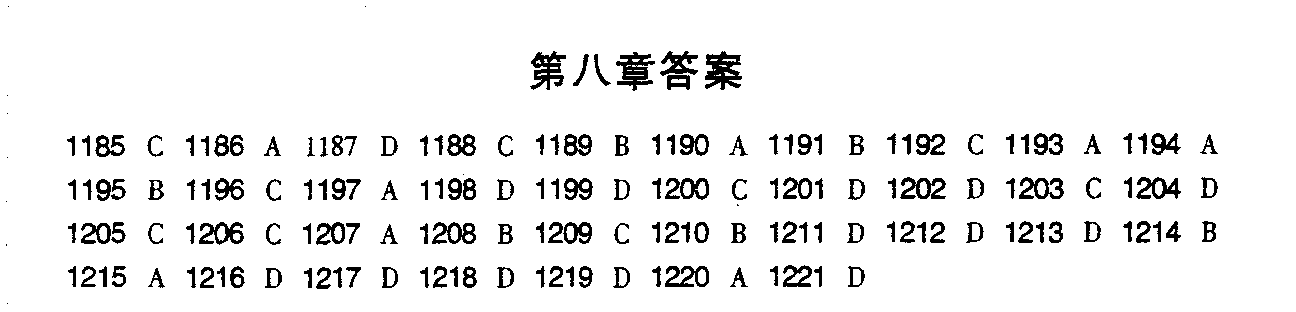 第八章答案
1185 C 1186 A 1187 D 1188 C 1189 B 1190 A 1191 B 1192 C 1193 A 1194 A
1195 B 1196 C 1197 A 1198 D 1199 D 1200 C 1201 D 1202 D 1203 C 1204 D
1205 C 1206 C 1207 A 1208 B 1209 C 1210 B 1211 D 1212 D 1213 D 1214 B
1215 A 1216 D 1217 D 1218 D 1219 D 1220 A 1221 D